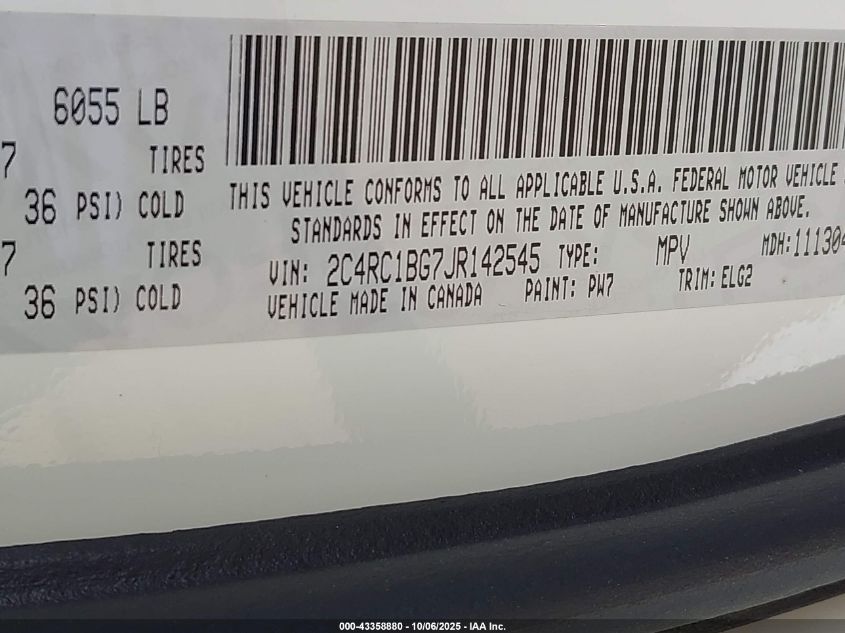 6055 LB
7 TIRES
36 PSI) COLD
7 TIRES
36 PSI) COLD
THIS VEHICLE CONFORMS TO ALL APPLICABLE U.S.A. FEDERAL MOTOR VEHICLE
STANDARDS IN EFFECT ON THE DATE OF MANUFACTURE SHOWN ABOVE.
VIN: 2C4RC1BG7JR142545 TYPE: MPV MDH:111304
VEHICLE MADE IN CANADA PAINT: PW7 TRIM: ELG2
000-43358880 - 10/06/2025 - IAA Inc.